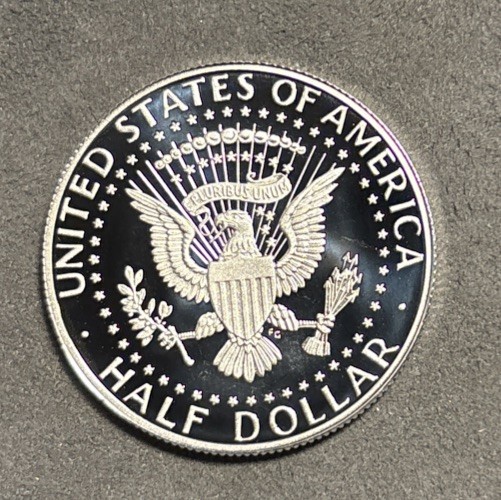 UNITED STATES OF AMERICA
E PLURIBUS UNUM
FG
· HALF DOLLAR ·